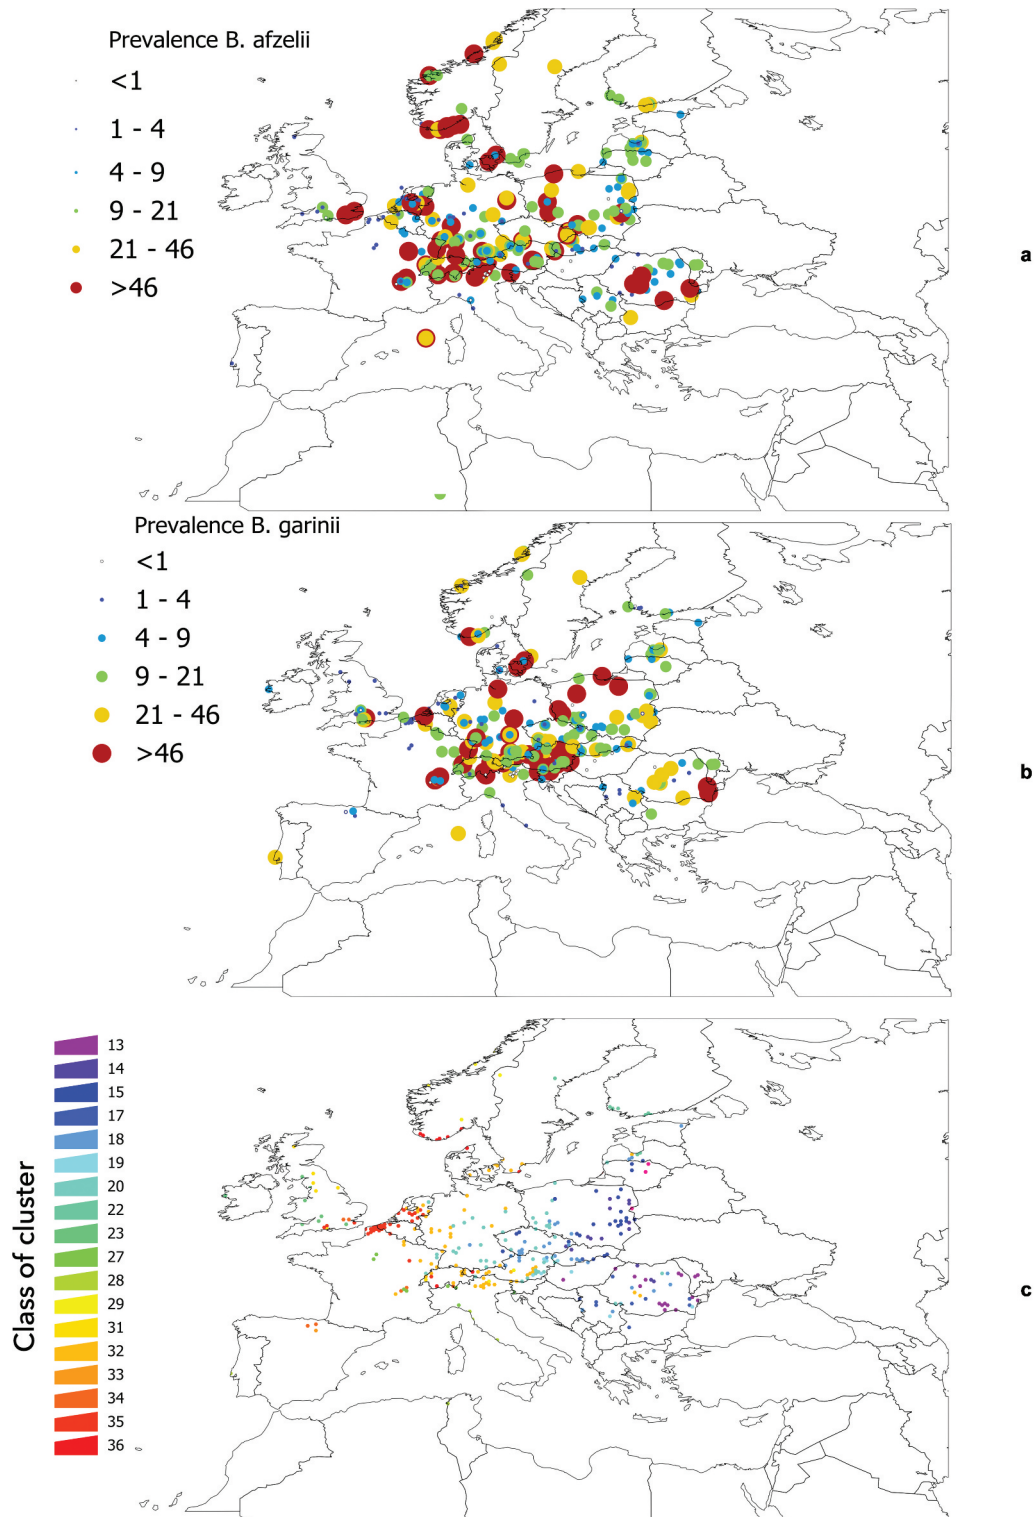 Prevalence B. afzelii
<1
1 - 4
4 - 9
9 - 21
21 - 46
>46
a
Prevalence B. garinii
<1
1 - 4
4 - 9
9 - 21
21 - 46
>46
b
Class of cluster
13
14
15
17
18
19
20
22
23
27
28
29
31
32
33
34
35
36
c